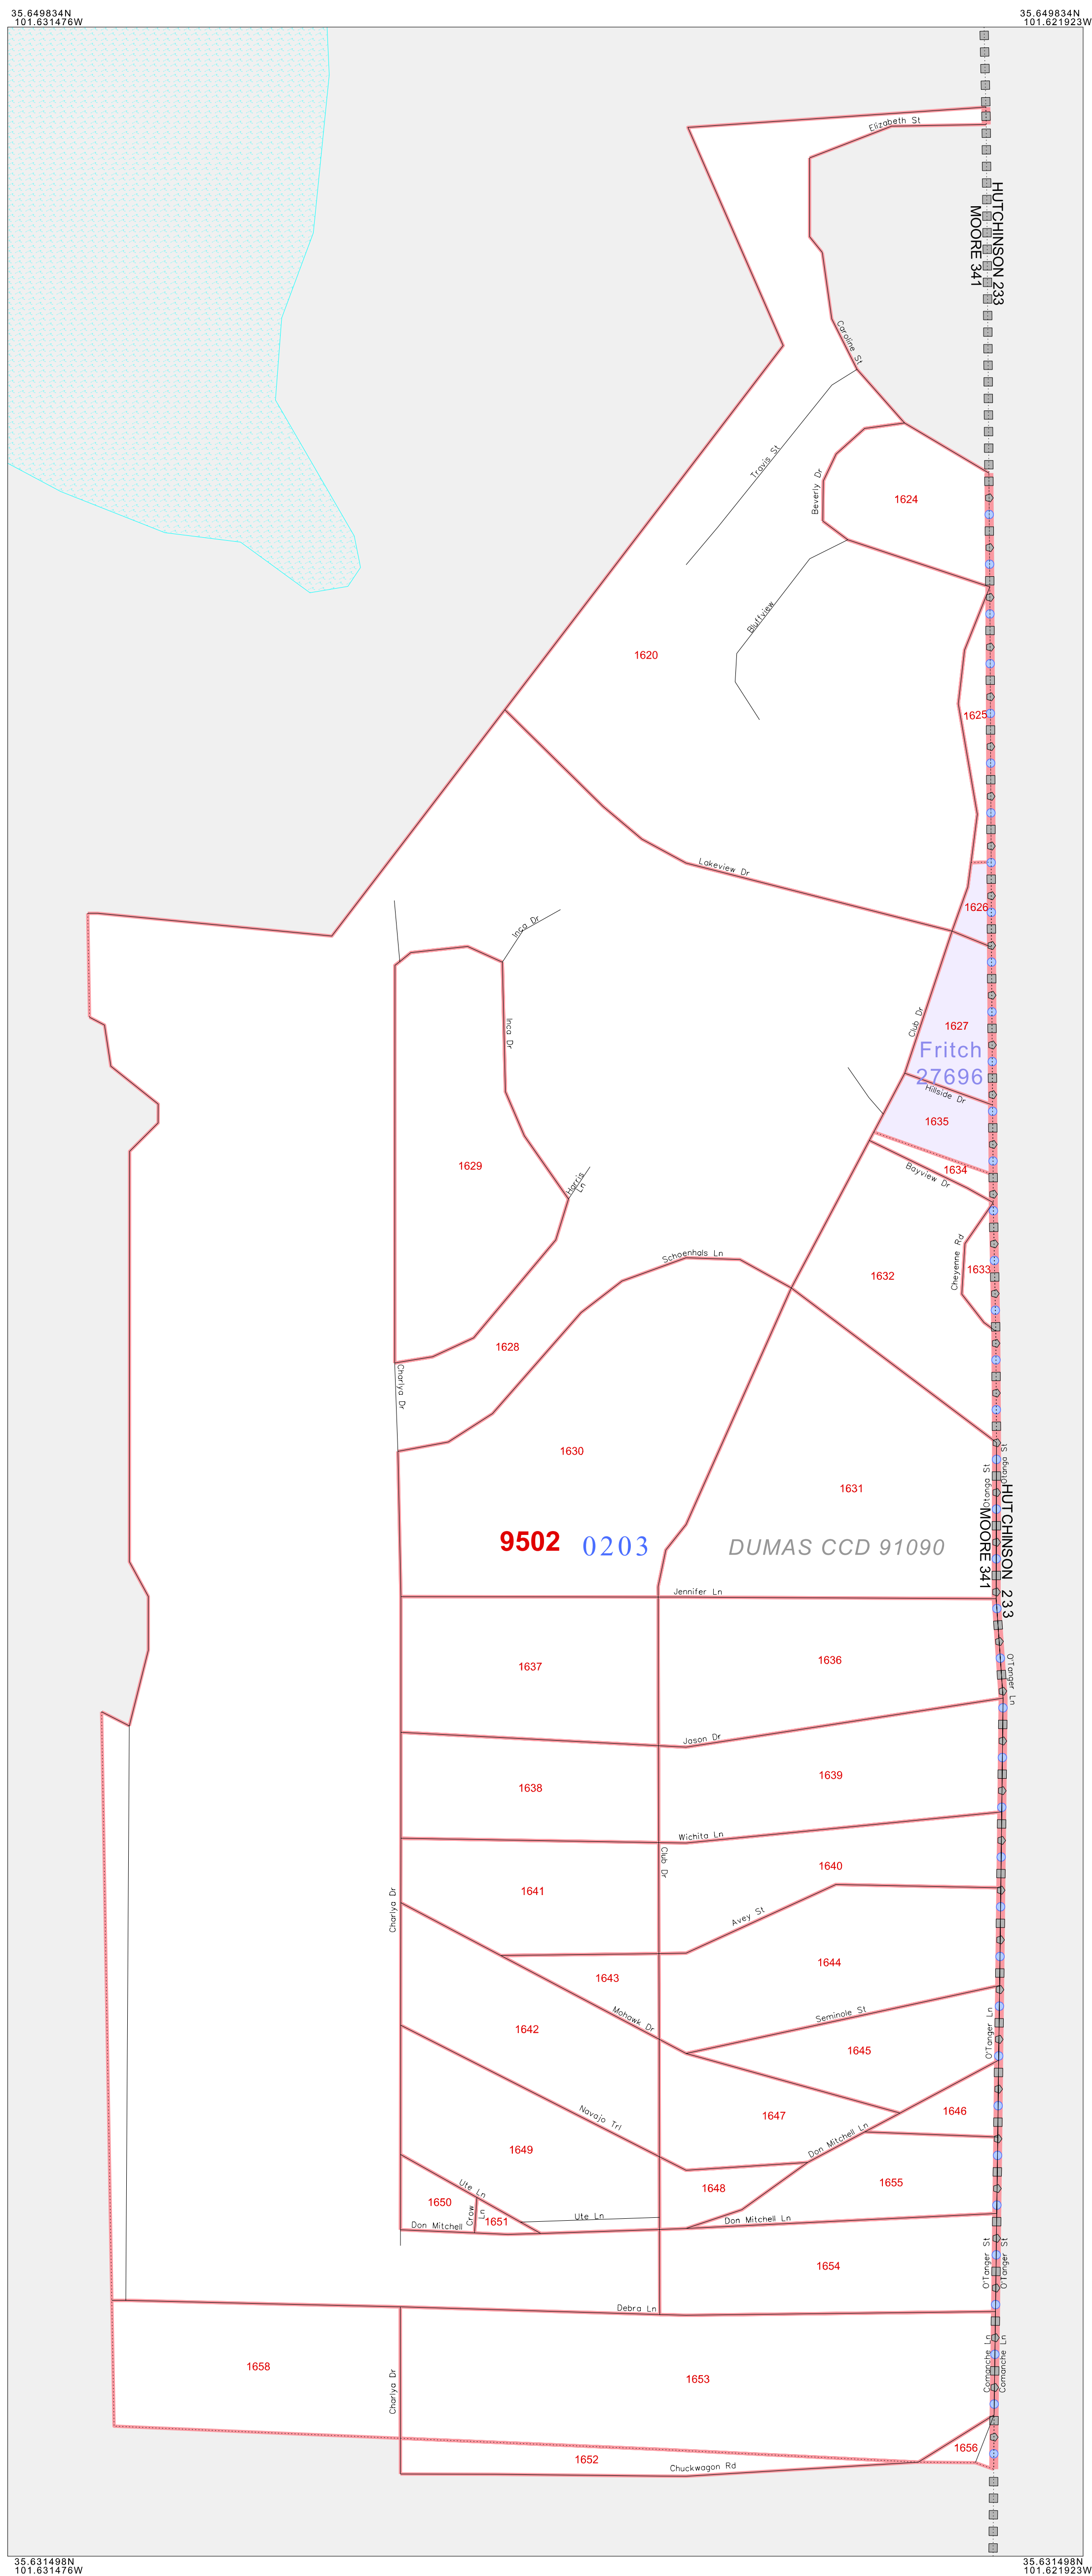 35.649834N
101.631476W
35.649834N
101.621923W
Elizabeth St
HUTCHINSON 233
MOORE 341
Caroline St
Travis St
Beverly Dr
1624
Bluffview
1620
1625
Lakeview Dr
1626
Inca Dr
Inca Dr
Club Dr
1627
Fritch
27696
Hillside Dr
1635
1629
Harris
Ln
1634
Bayview Dr
Cheyenne Rd
1633
1632
Schoenhals Ln
1628
Charlya Dr
1630
1631
Otango St
Otango St
HUTCHINSON 233
MOORE 341
9502
0203
DUMAS CCD 91090
Jennifer Ln
1637
1636
O'Tanger Ln
Jason Dr
1638
1639
Wichita Ln
Club Dr
1640
1641
Charlya Dr
Avey St
1643
1644
Mohawk Dr
Seminole St
O'Tanger Ln
1642
1645
Navajo Trl
1647
1646
Don Mitchell Ln
1649
1648
1655
Ute Ln
1650
Crow
Ln
1651
Ute Ln
Don Mitchell
Don Mitchell Ln
1654
O'Tanger St
O'Tanger St
Debra Ln
1658
Charlya Dr
1653
Comanche Ln
Comanche Ln
1656
1652
Chuckwagon Rd
35.631498N
101.631476W
35.631498N
101.621923W